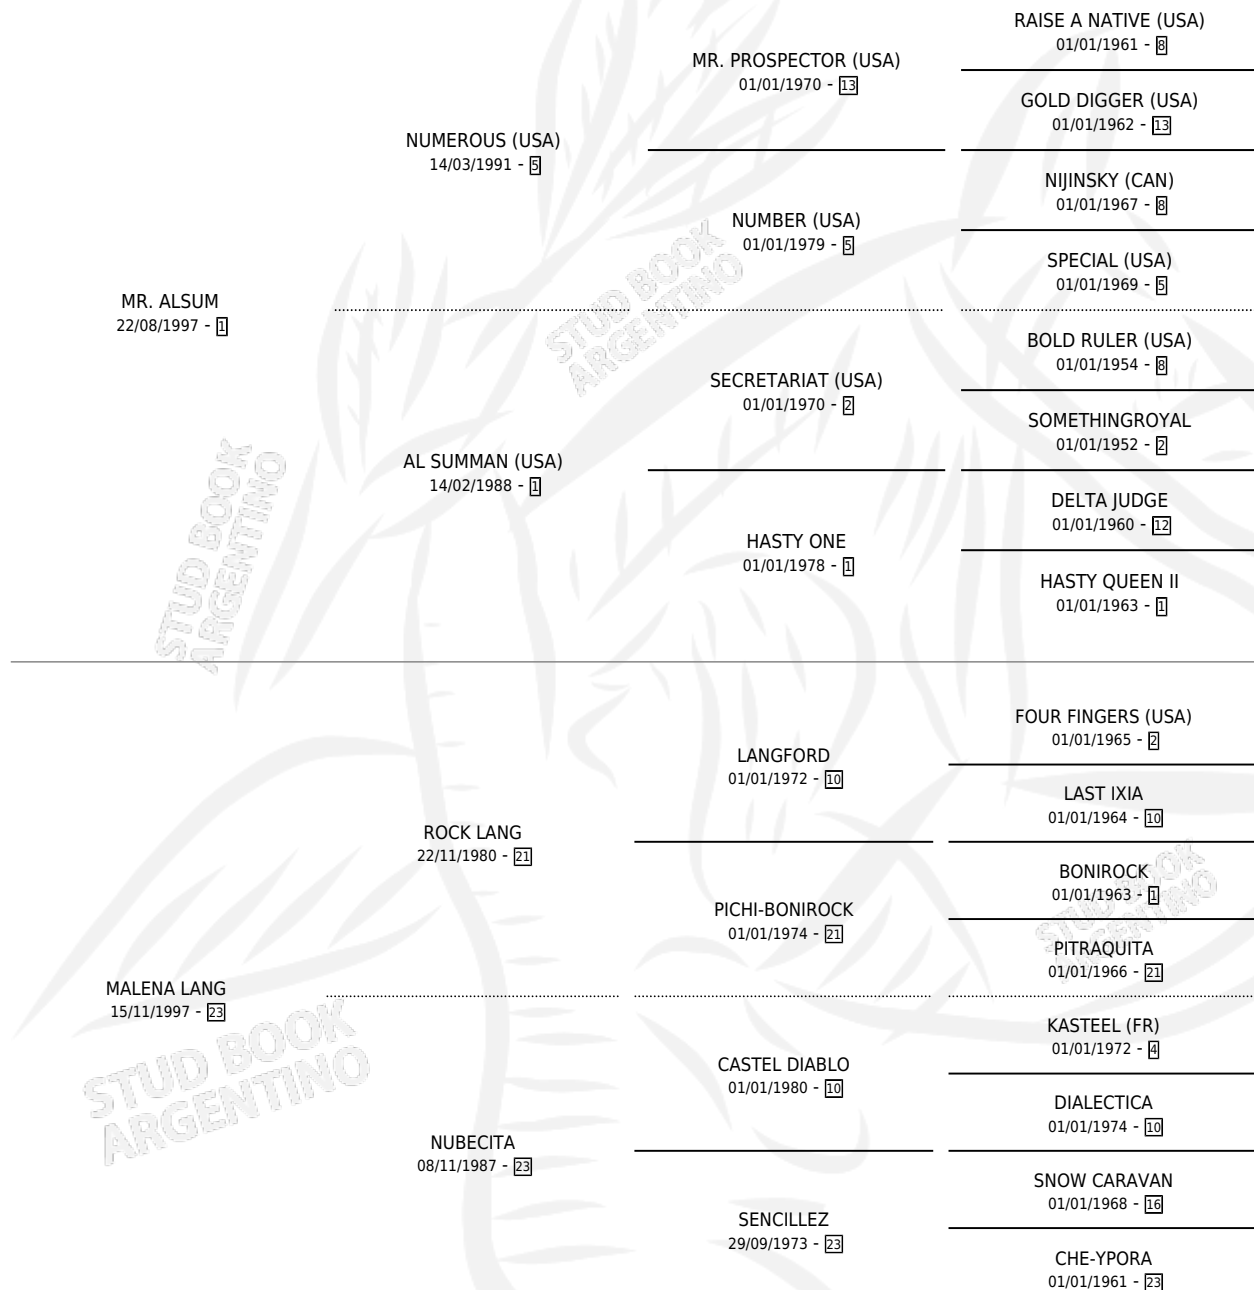 RAISE A NATIVE (USA)
01/01/1961 - 8
MR. PROSPECTOR (USA)
01/01/1970 - 13
GOLD DIGGER (USA)
01/01/1962 - 13
NUMEROUS (USA)
14/03/1991 - 5
NIJINSKY (CAN)
01/01/1967 - 8
NUMBER (USA)
01/01/1979 - 5
SPECIAL (USA)
01/01/1969 - 5
MR. ALSUM
22/08/1997 - 1
STUD BOOK
ARGENTINO
BOLD RULER (USA)
01/01/1954 - 8
SECRETARIAT (USA)
01/01/1970 - 2
SOMETHINGROYAL
01/01/1952 - 2
AL SUMMAN (USA)
14/02/1988 - 1
DELTA JUDGE
01/01/1960 - 12
HASTY ONE
01/01/1978 - 1
HASTY QUEEN II
01/01/1963 - 1
STUD BOOK
ARGENTINO
FOUR FINGERS (USA)
01/01/1965 - 2
LANGFORD
01/01/1972 - 10
LAST IXIA
01/01/1964 - 10
ROCK LANG
22/11/1980 - 21
BONIROCK
01/01/1963 - 1
PICHI-BONIROCK
01/01/1974 - 21
STUD BOOK
ARGENTINO
PITRAQUITA
01/01/1966 - 21
MALENA LANG
15/11/1997 - 23
STUD BOOK
ARGENTINO
KASTEEL (FR)
01/01/1972 - 4
CASTEL DIABLO
01/01/1980 - 10
DIALECTICA
01/01/1974 - 10
NUBECITA
08/11/1987 - 23
SNOW CARAVAN
01/01/1968 - 16
SENCILLEZ
29/09/1973 - 23
CHE-YPORA
01/01/1961 - 23